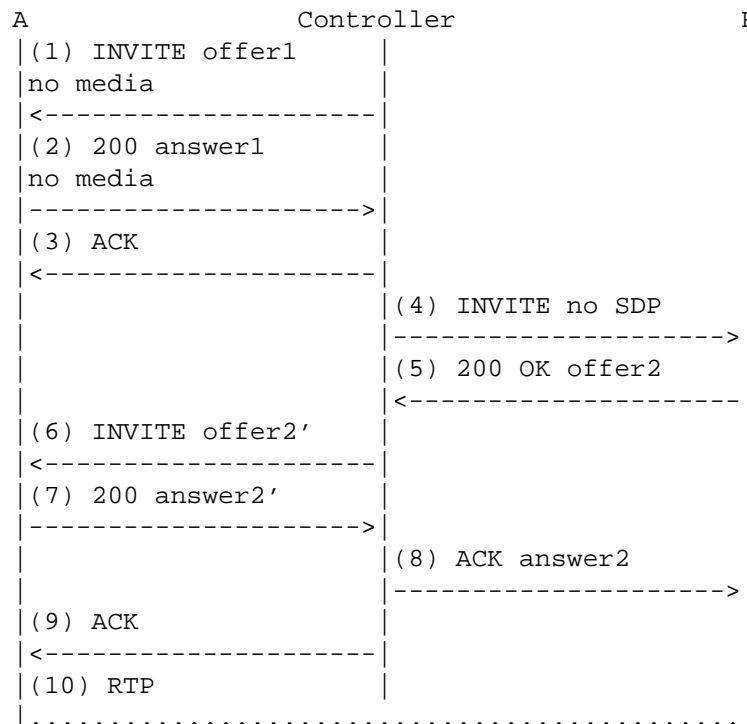 A Controller
(1) INVITE offer1
no media
(2) 200 answer1
no media
(3) ACK
(4) INVITE no SDP
(5) 200 OK offer2
(6) INVITE offer2'
(7) 200 answer2'
(8) ACK answer2
(9) ACK
(10) RTP